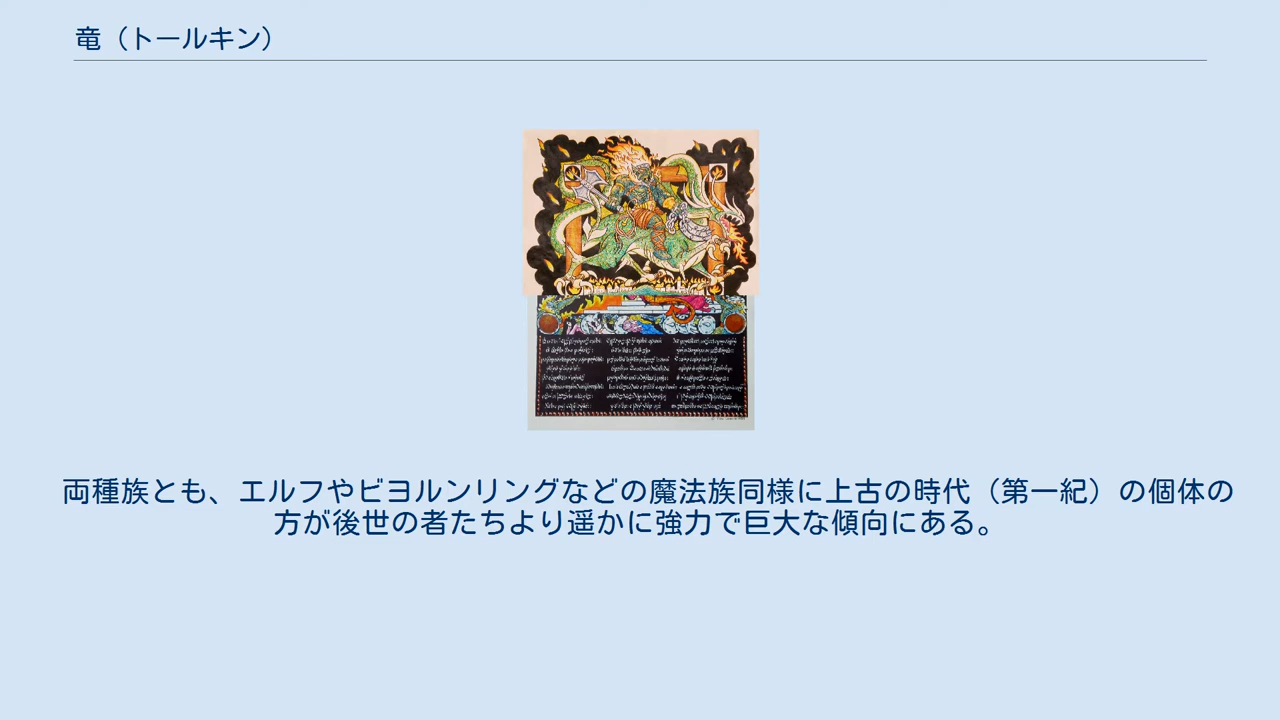 竜（トールキン）
両種族とも、エルフやビヨルンリングなどの魔法族同様に上古の時代（第一紀）の個体の
方が後世の者たちより遥かに強力で巨大な傾向にある。